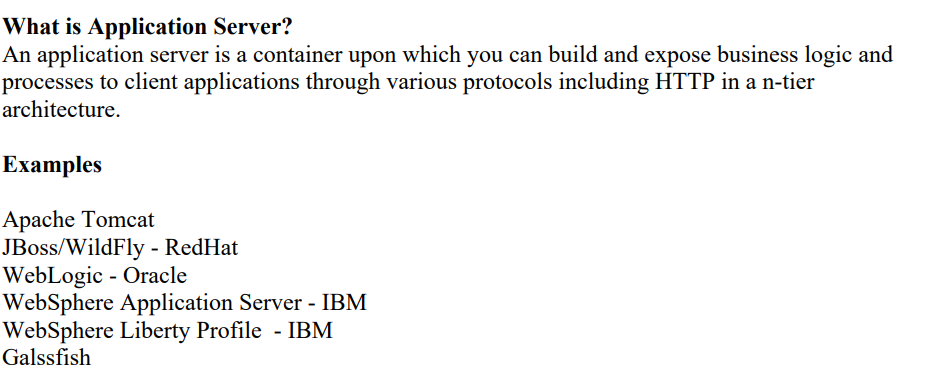 What is Application Server?
An application server is a container upon which you can build and expose business logic and
processes to client applications through various protocols including HTTP in a n-tier
architecture.
Examples
Apache Tomcat
JBoss/WildFly - RedHat
WebLogic - Oracle
WebSphere Application Server - IBM
WebSphere Liberty Profile  - IBM
Galssfish